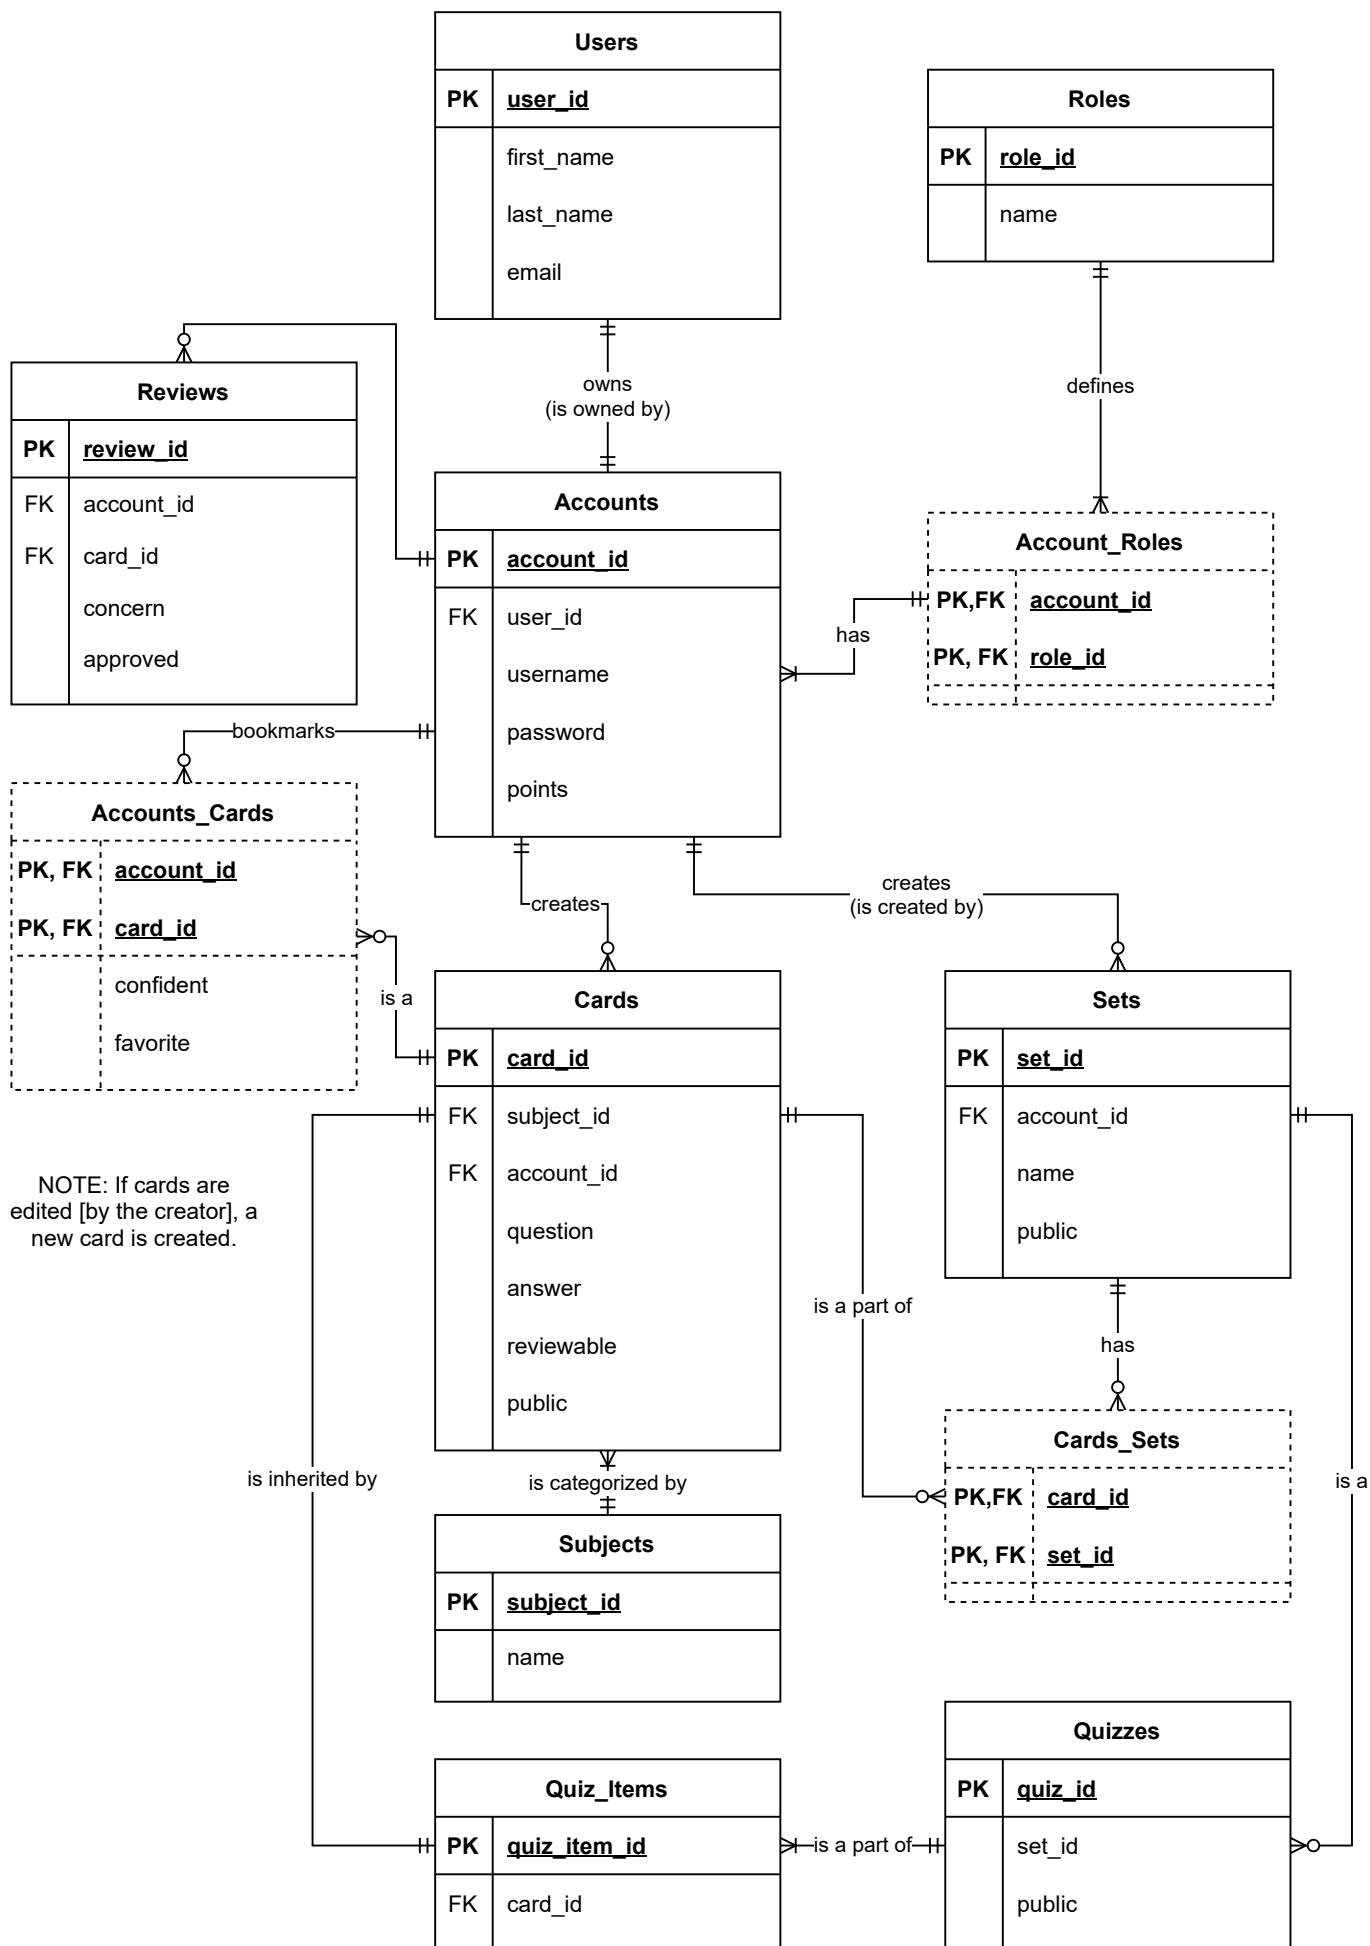 Users
PK user_id
first_name
last_name
email
Roles
PK role_id
name
owns
(is owned by)
defines
Reviews
PK review_id
FK account_id
FK card_id
concern
approved
Accounts
PK account_id
FK user_id
username
password
points
has
Account_Roles
PK,FK account_id
PK, FK role_id
bookmarks
Accounts_Cards
PK, FK account_id
PK, FK card_id
confident
favorite
is a
creates
creates
(is created by)
Cards
PK card_id
FK subject_id
FK account_id
question
answer
reviewable
public
Sets
PK set_id
FK account_id
name
public
NOTE: If cards are
edited [by the creator], a
new card is created.
is a part of
has
Cards_Sets
PK,FK card_id
PK, FK set_id
is inherited by
is categorized by
is a
Subjects
PK subject_id
name
Quiz_Items
PK quiz_item_id
FK card_id
is a part of
Quizzes
PK quiz_id
set_id
public